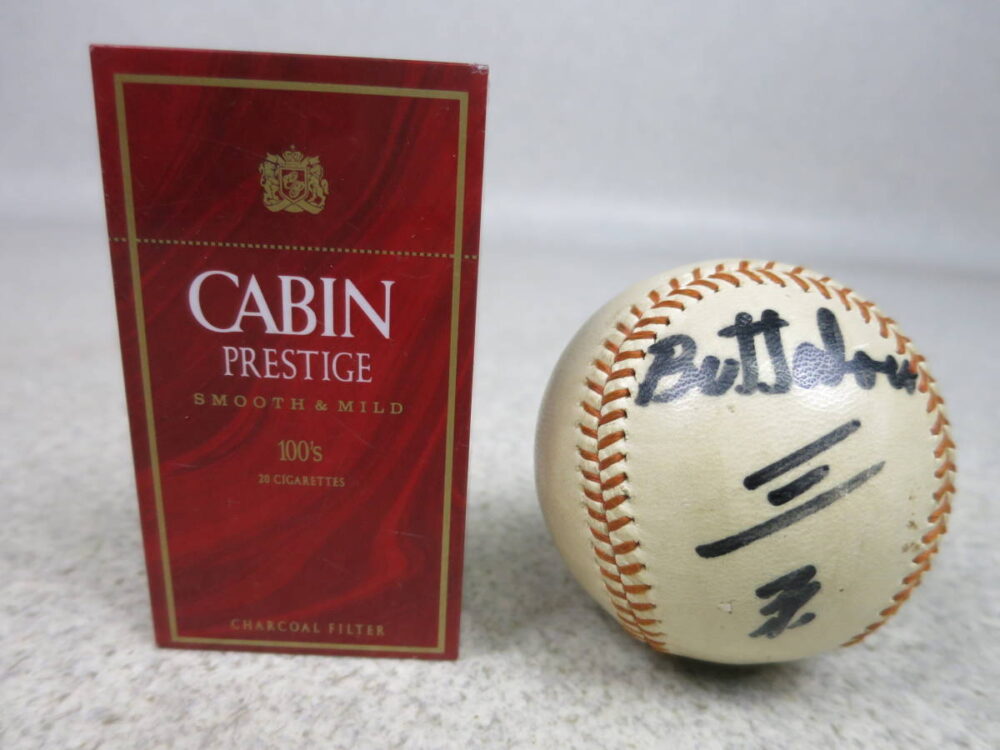 CABIN
PRESTIGE
SMOOTH & MILD
100's
20 CIGARETTES
CHARCOAL FILTER
三